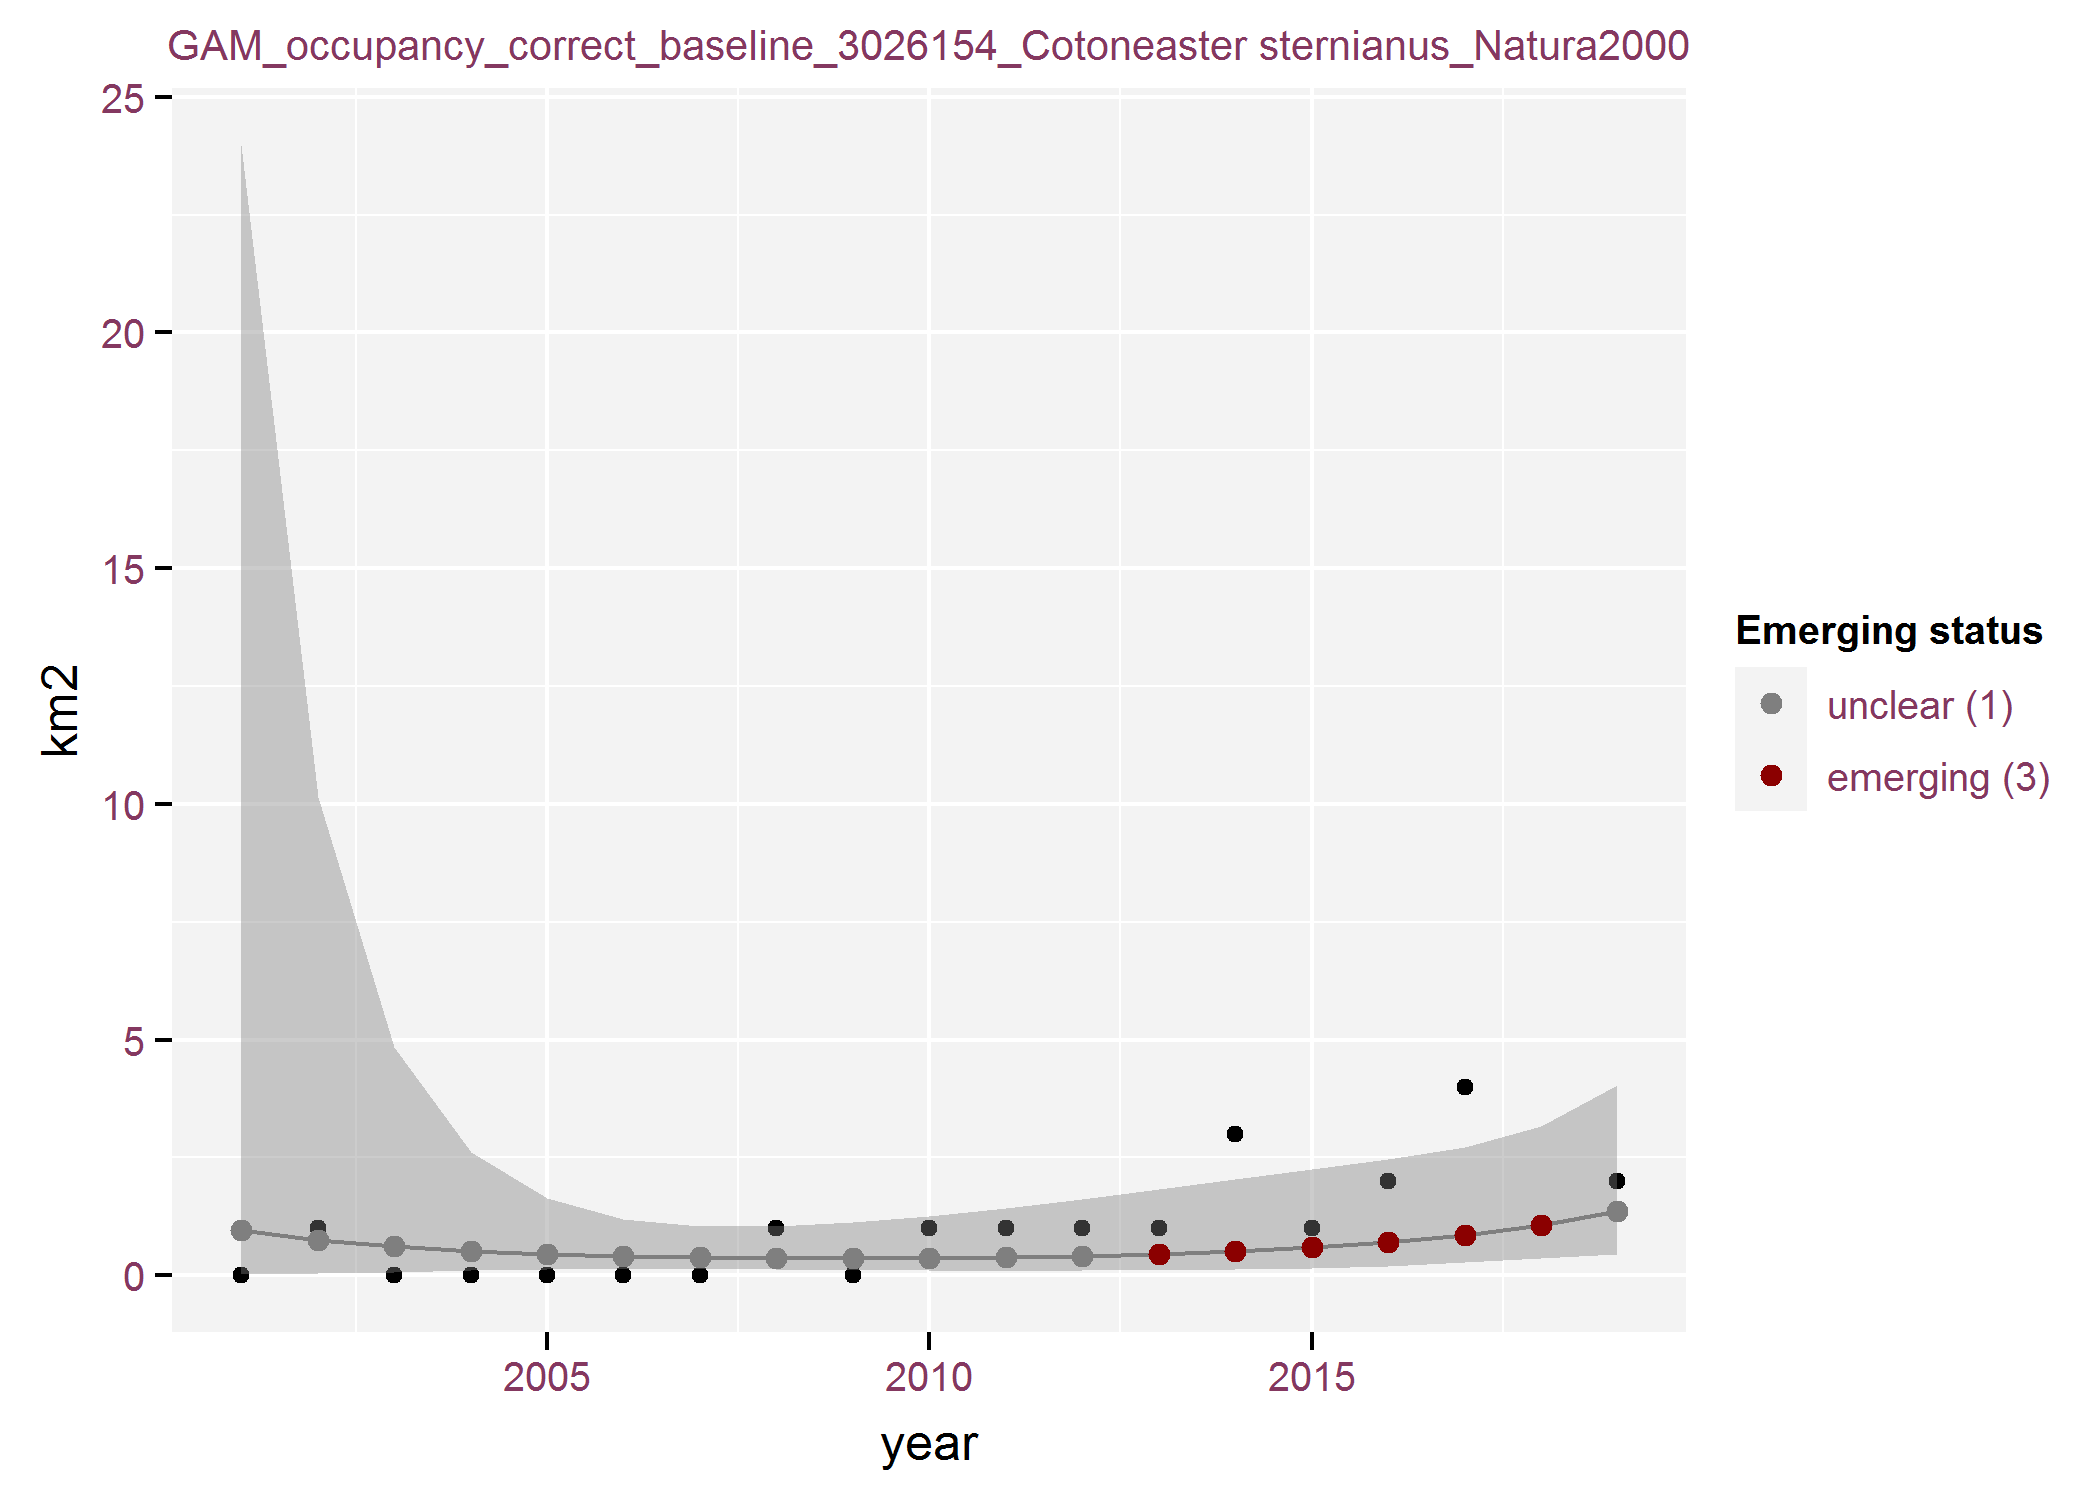 GAM_occupancy_correct_baseline_3026154_Cotoneaster sternianus_Natura2000
25
20
15
10
5
0
km2
2005
2010
2015
year
Emerging status
unclear (1)
emerging (3)